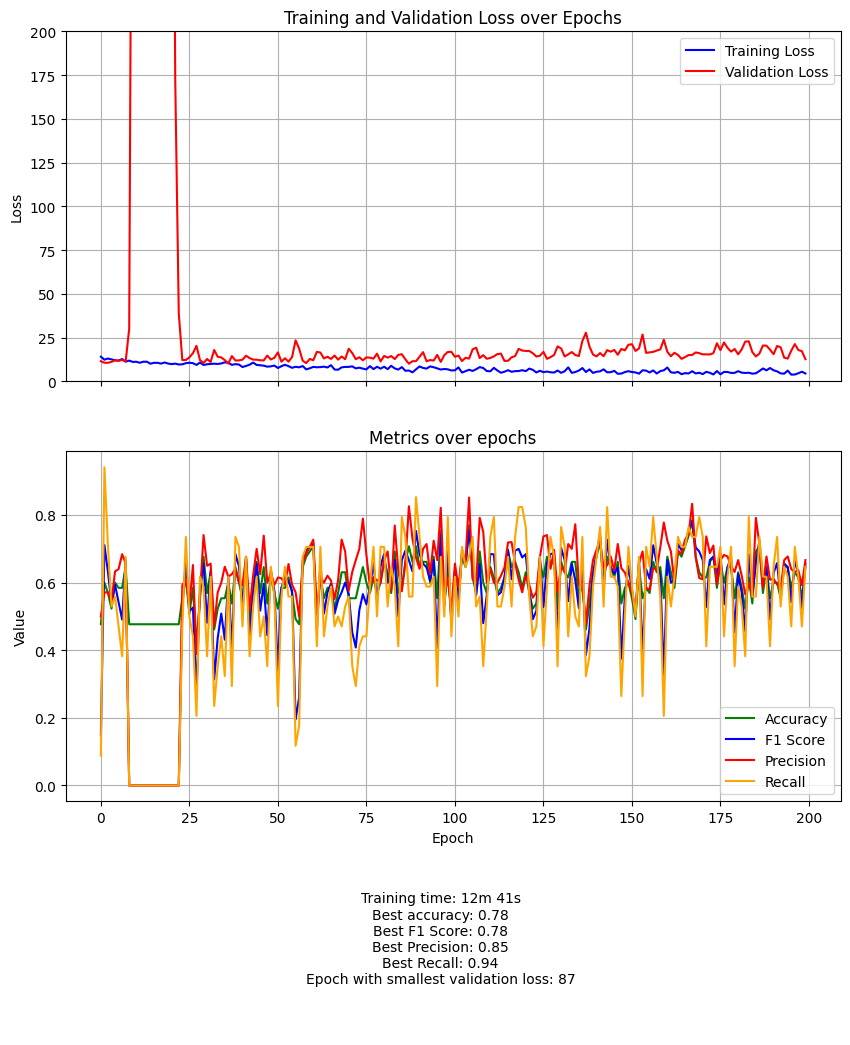 Training and Validation Loss over Epochs
200
175
150
125
100
75
50
25
0
Loss
Training Loss
Validation Loss
Metrics over epochs
0.8
0.6
0.4
0.2
0.0
Value
Accuracy
F1 Score
Precision
Recall
0 25 50 75 100 125 150 175 200
Epoch
Training time: 12m 41s
Best accuracy: 0.78
Best F1 Score: 0.78
Best Precision: 0.85
Best Recall: 0.94
Epoch with smallest validation loss: 87